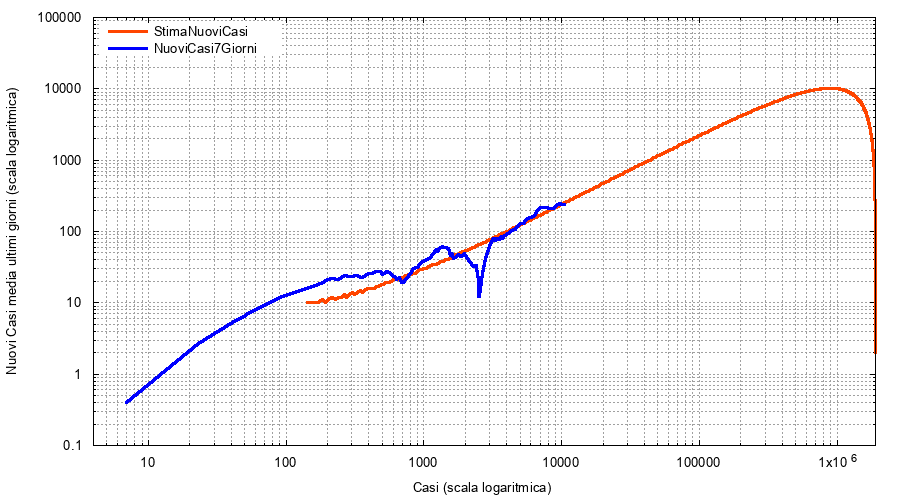 100000
10000
1000
100
10
1
0.1
Nuovi Casi media ultimi giorni (scala logaritmica)
StimaNuoviCasi
NuoviCasi7Giorni
10 100 1000 10000 100000 1x10 6
Casi (scala logaritmica)